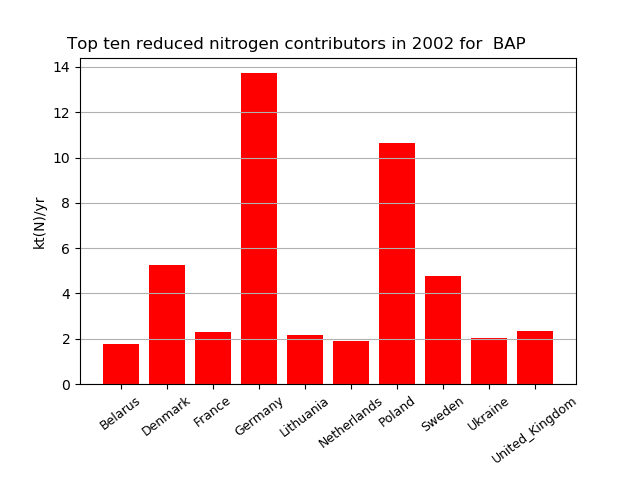 Top ten reduced nitrogen contributors in 2002 for  BAP
14
12
10
8
6
4
2
0
kt(N)/yr
Belarus
Denmark
France
Germany
Lithuania
Netherlands
Poland
Sweden
Ukraine
United_Kingdom